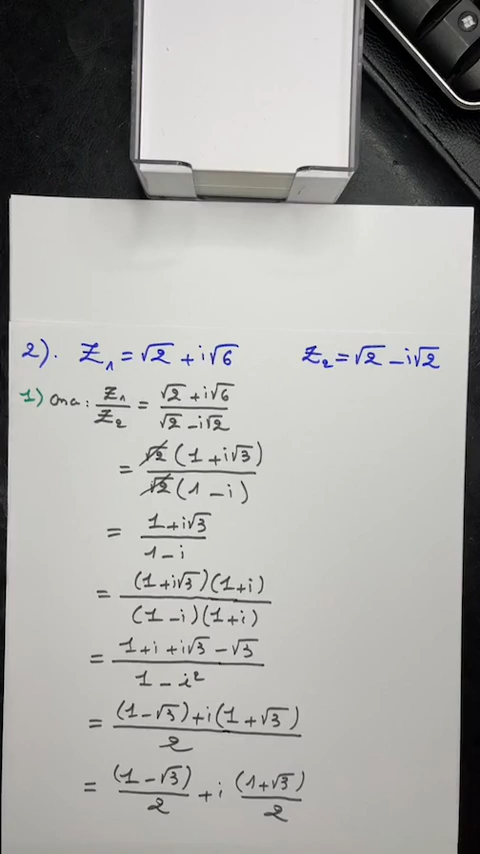 2). Z₁ = √2 + i√6 Z₂ = √2 - i√2
1) On a : Z₁/Z₂ = (√2 + i√6)/(√2 - i√2)
= √2(1 + i√3)/√2(1 - i)
= (1 + i√3)/(1 - i)
= (1 + i√3)(1 + i)/(1 - i)(1 + i)
= (1 + i + i√3 - √3)/(1 - i²)
= ((1 - √3) + i(1 + √3))/2
= (1 - √3)/2 + i (1 + √3)/2